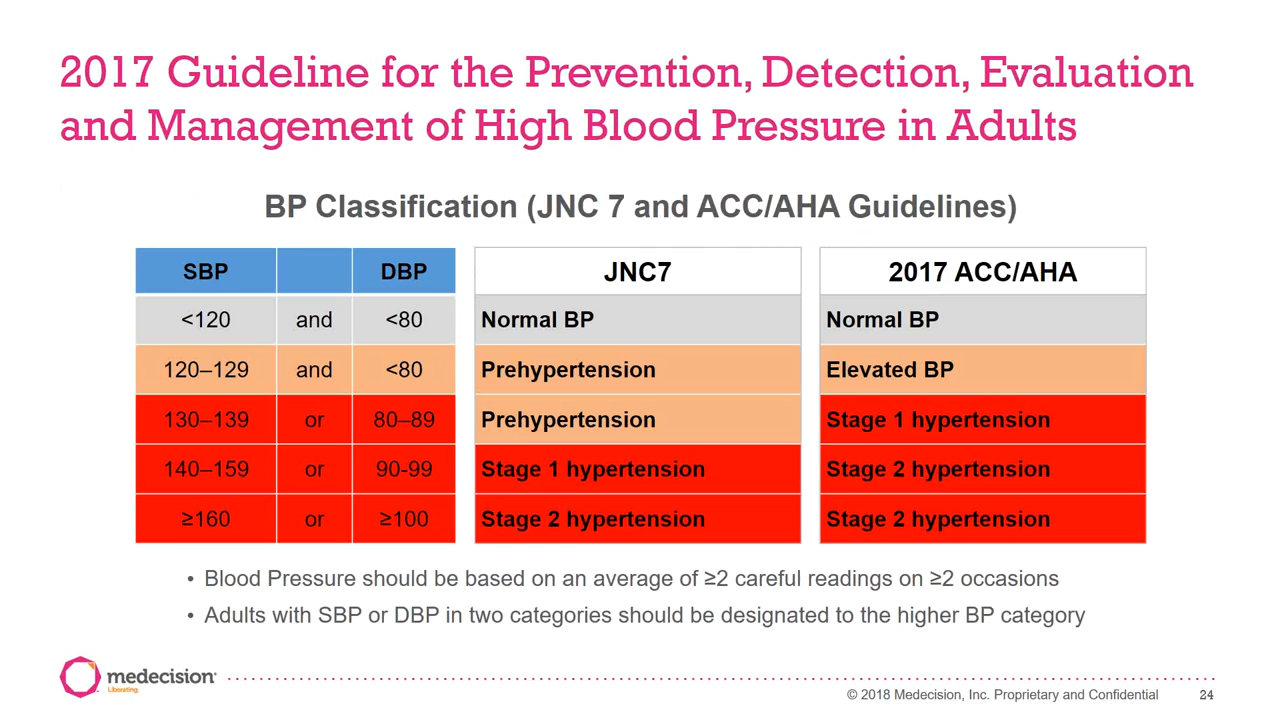 2017 Guideline for the Prevention, Detection, Evaluation
and Management of High Blood Pressure in Adults
BP Classification (JNC 7 and ACC/AHA Guidelines)
SBP DBP JNC7 2017 ACC/AHA
<120 and <80 Normal BP Normal BP
120–129 and <80 Prehypertension Elevated BP
130–139 or 80–89 Prehypertension Stage 1 hypertension
140–159 or 90-99 Stage 1 hypertension Stage 2 hypertension
≥160 or ≥100 Stage 2 hypertension Stage 2 hypertension
• Blood Pressure should be based on an average of ≥2 careful readings on ≥2 occasions
• Adults with SBP or DBP in two categories should be designated to the higher BP category
medecision
Liberating.
© 2018 Medecision, Inc. Proprietary and Confidential 24